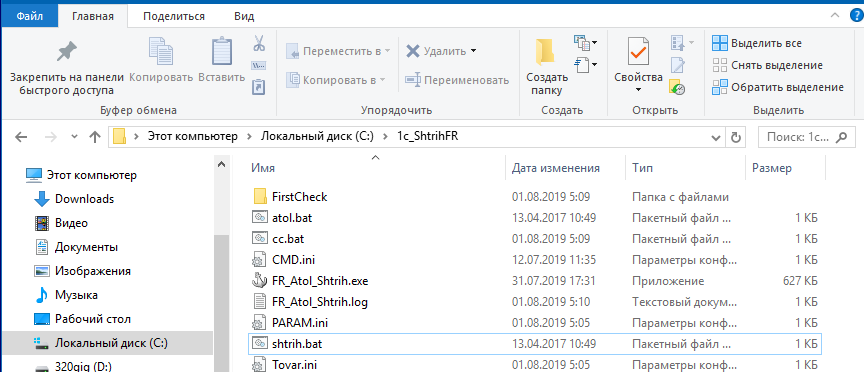 Файл Главная Поделиться Вид
Закрепить на панели
быстрого доступа
Копировать
Вставить
Буфер обмена
Переместить в
Копировать в
Удалить
Переименовать
Упорядочить
Создать
папку
Создать
Свойства
Открыть
Выделить все
Снять выделение
Обратить выделение
Выделить
Этот компьютер Локальный диск (C:) 1c_ShtrihFR
Поиск: 1c...
Этот компьютер
Downloads
Видео
Документы
Изображения
Музыка
Рабочий стол
Локальный диск (C:)
320gig (D:)
Имя Дата изменения Тип Размер
FirstCheck 01.08.2019 5:09 Папка с файлами
atol.bat 13.04.2017 10:49 Пакетный файл ... 1 КБ
cc.bat 01.08.2019 5:09 Пакетный файл ... 1 КБ
CMD.ini 12.07.2019 11:35 Параметры конф... 1 КБ
FR_Atol_Shtrih.exe 31.07.2019 17:31 Приложение 627 КБ
FR_Atol_Shtrih.log 01.08.2019 5:10 Текстовый докум... 1 КБ
PARAM.ini 01.08.2019 5:05 Параметры конф... 1 КБ
shtrih.bat 13.04.2017 10:49 Пакетный файл ... 1 КБ
Tovar.ini 01.08.2019 5:05 Параметры конф... 1 КБ